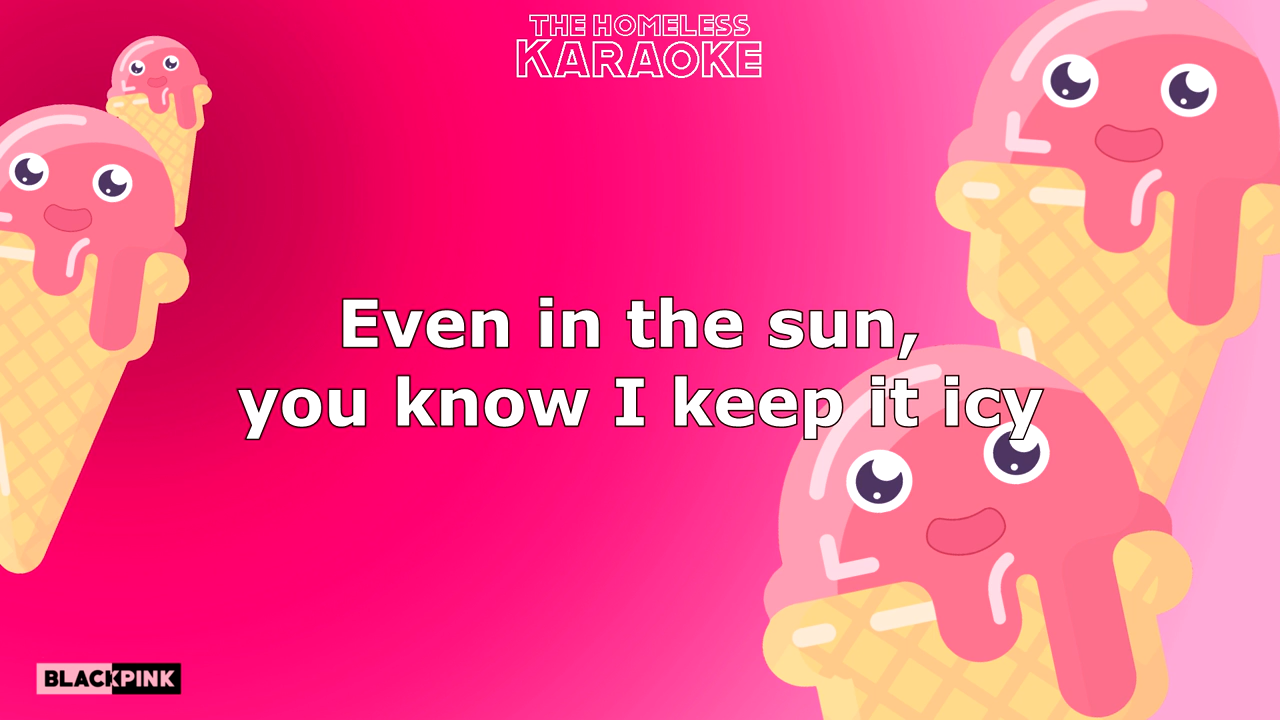 THE HOMELESS
KARAOKE
Even in the sun,
you know I keep it icy
BLACKPINK